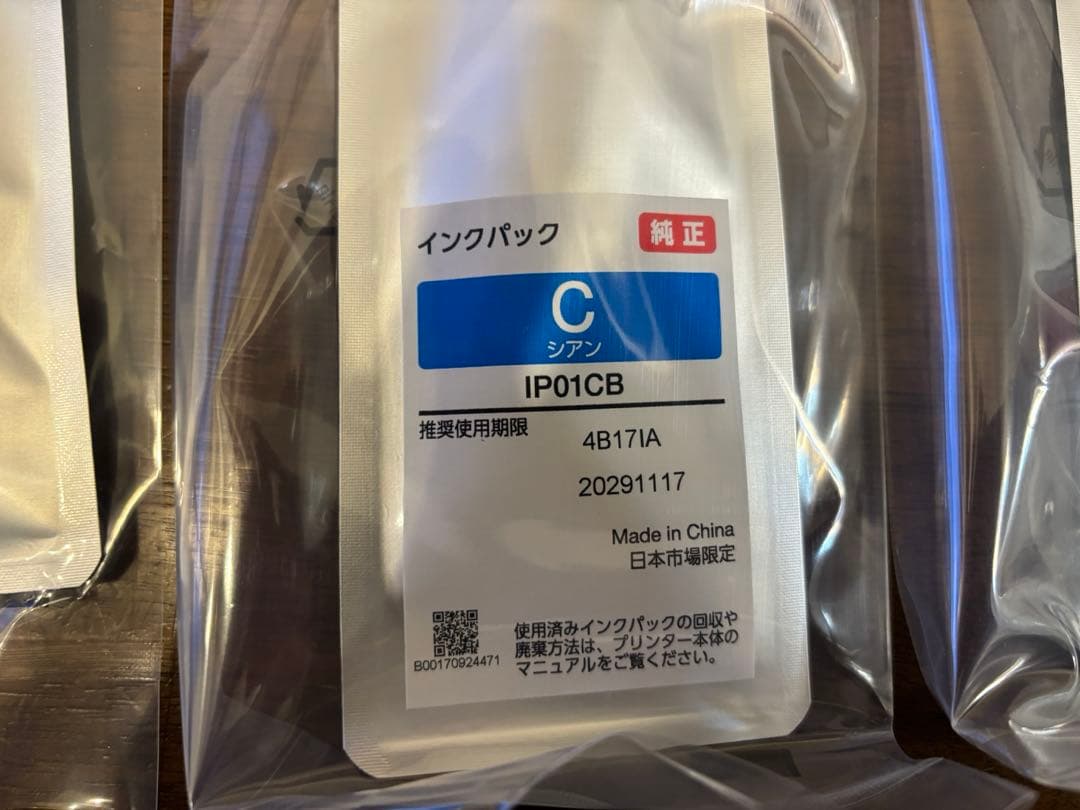 インクパック 純正
C
シアン
IP01CB
推奨使用期限 4B17IA
20291117
Made in China
日本市場限定
B00170924471
使用済みインクパックの回収や
廃棄方法は、プリンター本体の
マニュアルをご覧ください。